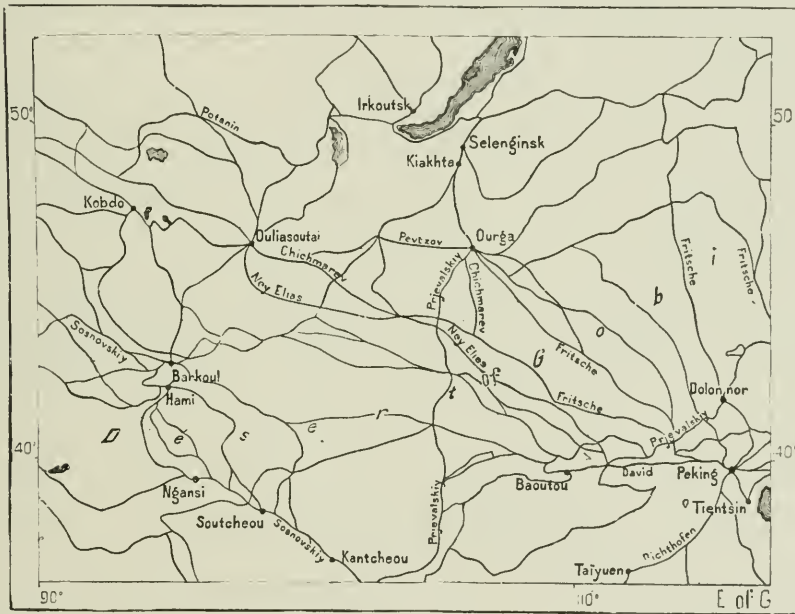 50°
50°
Irkoutsk
Potanin
Selenginsk
Kiakhta
Kobdo
Ouliasoutai
Pevtzov
Ourga
Chichmarev
Prjevalskiy
Chichmarev
Fritsche
Fritsche
Ney Elias
Sosnovskiy
Ney Elias
Fritsche
Fritsche
Barkoul
Hami
Dolon nor
Prjevalskiy
D é s e r t
Of
G o b i
40°
40°
Ngansi
Baoutou
David
Peking
Tientsin
Soutcheou
Sosnovskiy
Kantcheou
Prjevalskiy
Richthofen
Taïyuen
90°
110°
E of G